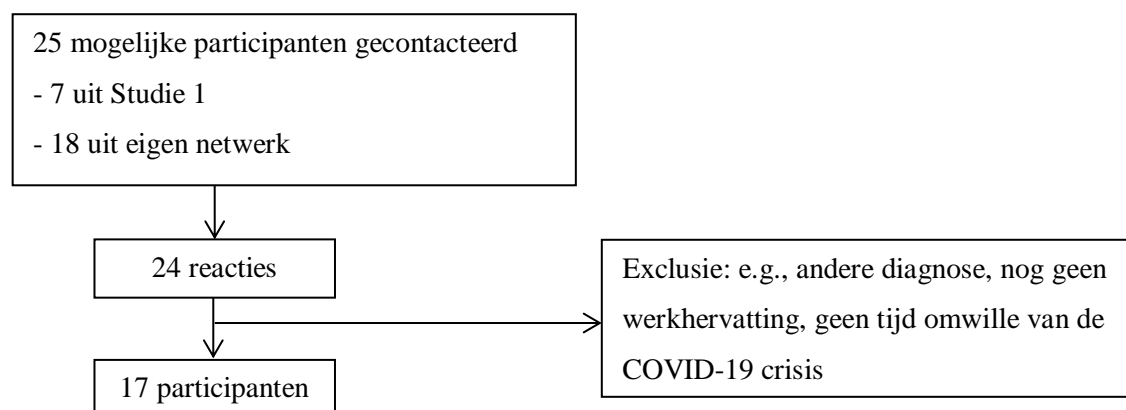 25 mogelijke participanten gecontacteerd
- 7 uit Studie 1
- 18 uit eigen netwerk
24 reacties
Exclusie: e.g., andere diagnose, nog geen
werkhervatting, geen tijd omwille van de
COVID-19 crisis
17 participanten